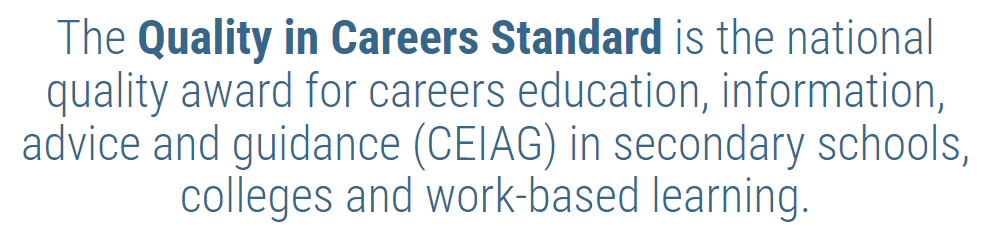 The Quality in Careers Standard is the national
quality award for careers education, information,
advice and guidance (CEIAG) in secondary schools,
colleges and work-based learning.